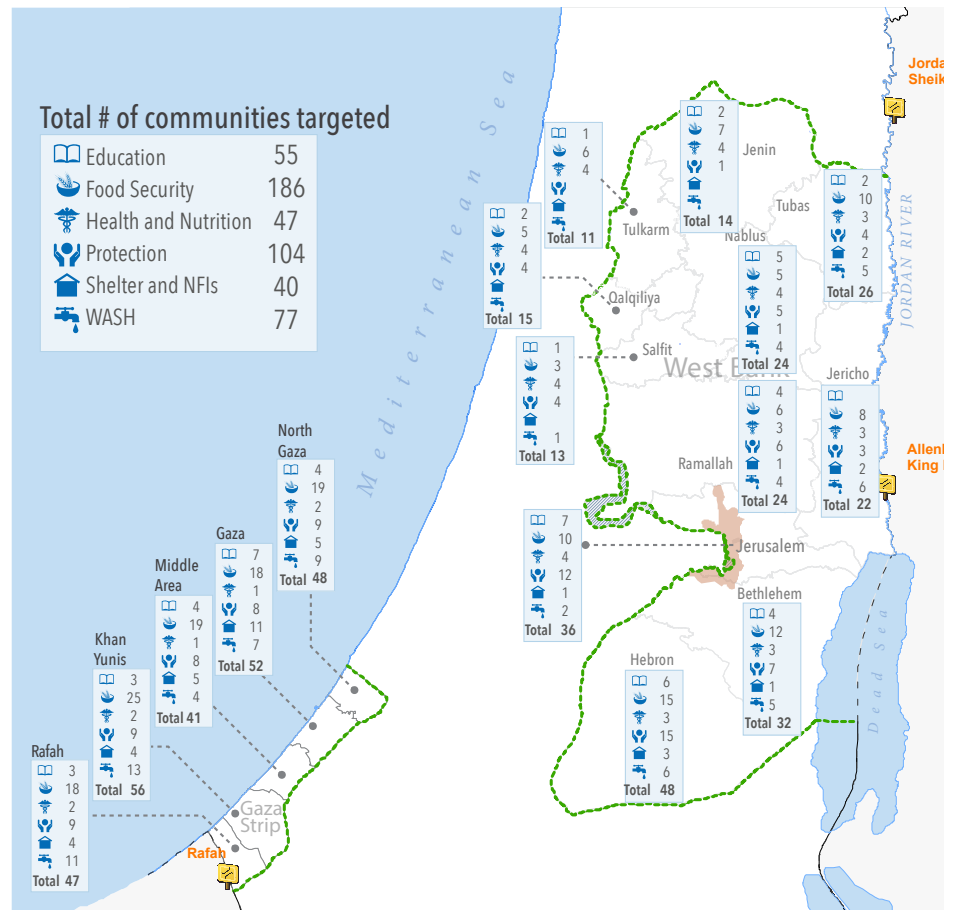 Total # of communities targeted
Education 55
Food Security 186
Health and Nutrition 47
Protection 104
Shelter and NFIs 40
WASH 77
Mediterranean Sea
Jorda
Sheik
JORDAN RIVER
1
6
4
Total 11
Tulkarm
2
7
4
1
Total 14
Jenin
Tubas
2
10
3
4
2
5
Total 26
2
5
4
4
Total 15
Qalqiliya
Nablus
5
5
4
5
1
4
Total 24
1
3
4
4
1
Total 13
Salfit
West Bank
Ramallah
4
6
3
6
1
4
Total 24
Jericho
8
3
3
2
6
Total 22
Allen
King
7
10
4
12
1
2
Total 36
Jerusalem
Bethlehem
4
12
3
7
1
5
Total 32
Hebron
6
15
3
15
3
6
Total 48
Dead Sea
North
Gaza
4
19
2
9
5
9
Total 48
Gaza
7
18
1
8
11
7
Total 52
Middle
Area
4
19
1
8
5
4
Total 41
Khan
Yunis
3
25
2
9
4
13
Total 56
Rafah
3
18
2
9
4
11
Total 47
Gaza
Strip
Rafah